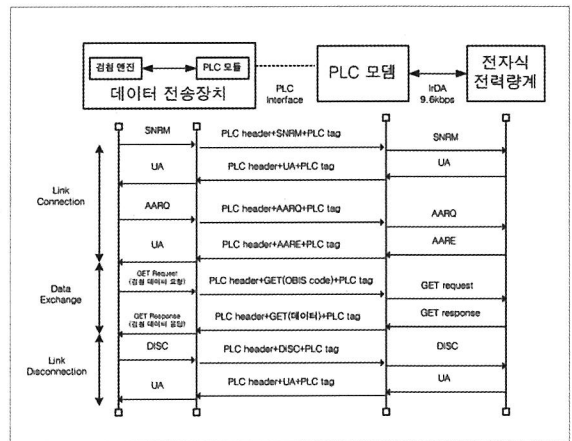 검침 엔진
PLC 모듈
데이터 전송장치
PLC
Interface
PLC 모뎀
IrDA
9.6kbps
전자식
전력량계
SNRM
PLC header+SNRM+PLC tag
SNRM
UA
PLC header+UA+PLC tag
UA
Link
Connection
AARQ
PLC header+AARQ+PLC tag
AARQ
UA
PLC header+AARE+PLC tag
AARE
Data
Exchange
GET Request
(검침 데이터 요청)
PLC header+GET(OBIS code)+PLC tag
GET request
GET Response
(검침 데이터 응답)
PLC header+GET(데이터)+PLC tag
GET response
Link
Disconnection
DISC
PLC header+DISC+PLC tag
DISC
UA
PLC header+UA+PLC tag
UA